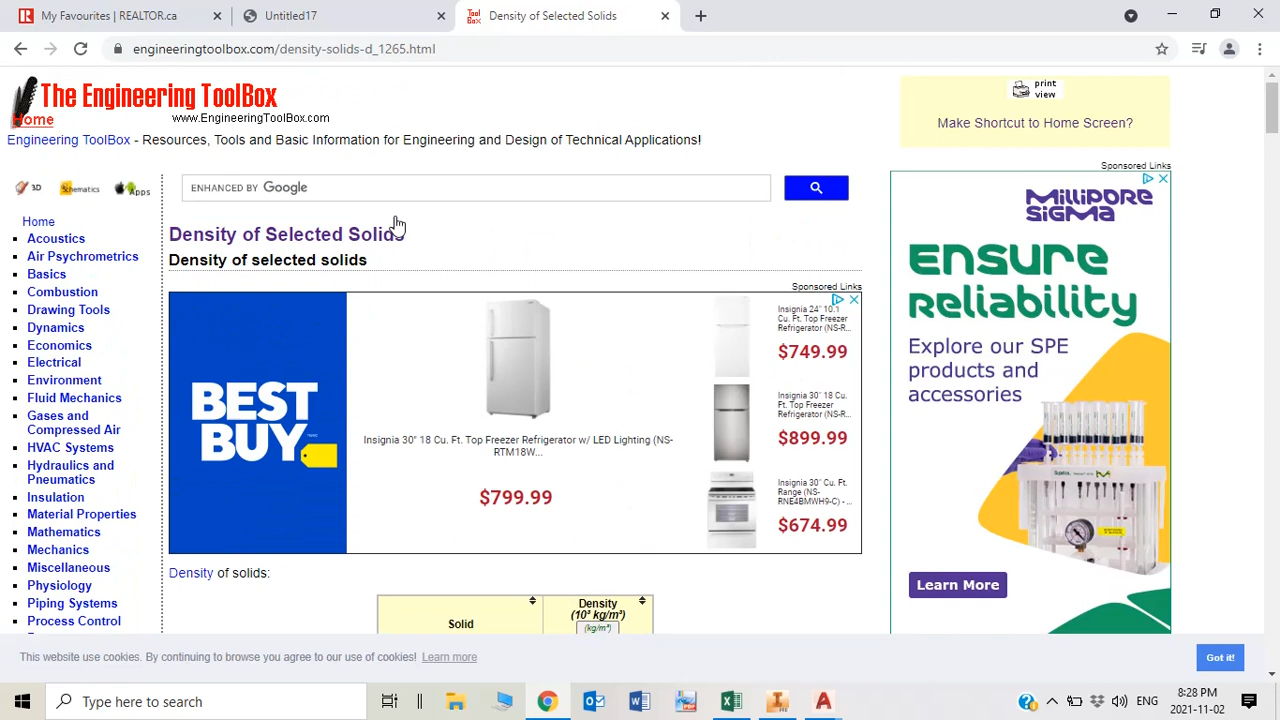 My Favourites | REALTOR.ca
Untitled17
Density of Selected Solids
engineeringtoolbox.com/density-solids-d_1265.html
The Engineering ToolBox
Home
www.EngineeringToolBox.com
Engineering ToolBox - Resources, Tools and Basic Information for Engineering and Design of Technical Applications!
print
view
Make Shortcut to Home Screen?
3D
Schematics
Apps
ENHANCED BY Google
Home
Acoustics
Air Psychrometrics
Basics
Combustion
Drawing Tools
Dynamics
Economics
Electrical
Environment
Fluid Mechanics
Gases and
Compressed Air
HVAC Systems
Hydraulics and
Pneumatics
Insulation
Material Properties
Mathematics
Mechanics
Miscellaneous
Physiology
Piping Systems
Process Control
Density of Selected Solids
Density of selected solids
Sponsored Links
BEST
BUY
Insignia 30" 18 Cu. Ft. Top Freezer Refrigerator w/ LED Lighting (NS-
RTM18W...
$799.99
Insignia 24" 10.1
Cu. Ft. Top Freezer
Refrigerator (NS-R...
$749.99
Insignia 30" 18 Cu.
Ft. Top Freezer
Refrigerator (NS-R...
$899.99
Insignia 30" Cu. Ft.
Range (NS-
RNE4BMWH9-C) - ...
$674.99
Density of solids:
Solid
Density
(10³ kg/m³)
(kg/m³)
Sponsored Links
MILLIPORE
SIGMA
Ensure
reliability
Explore our SPE
products and
accessories
Learn More
This website use cookies. By continuing to browse you agree to our use of cookies! Learn more
Got it!
Type here to search
ENG
8:28 PM
2021-11-02